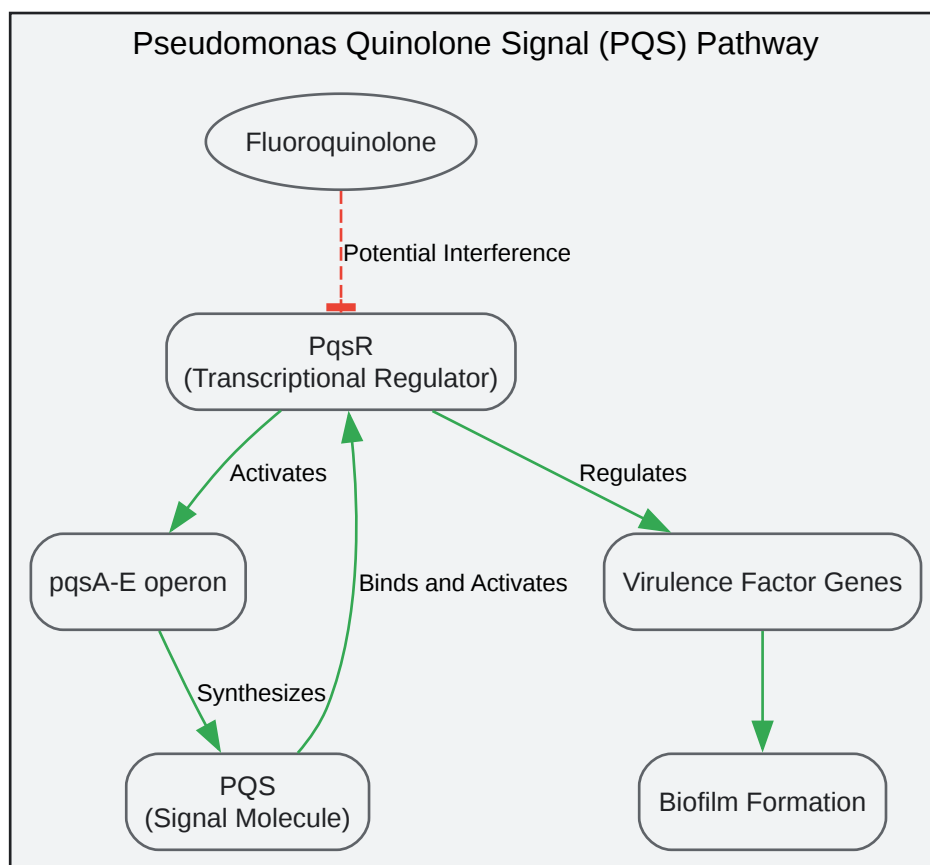 Pseudomonas Quinolone Signal (PQS) Pathway
Fluoroquinolone
Potential Interference
PqsR
(Transcriptional Regulator)
Activates
Regulates
pqsA-E operon
Binds and Activates
Virulence Factor Genes
Synthesizes
PQS
(Signal Molecule)
Biofilm Formation